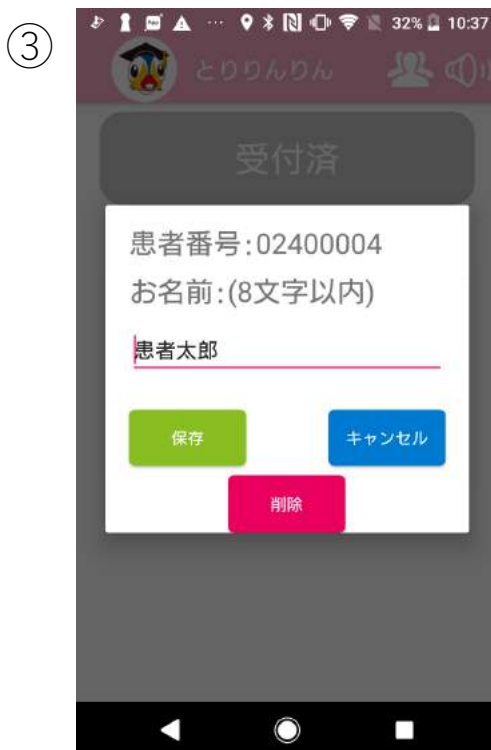 ③
32% 10:37
とりりんりん
受付済
患者番号:02400004
お名前:(8文字以内)
患者太郎
保存 キャンセル
削除